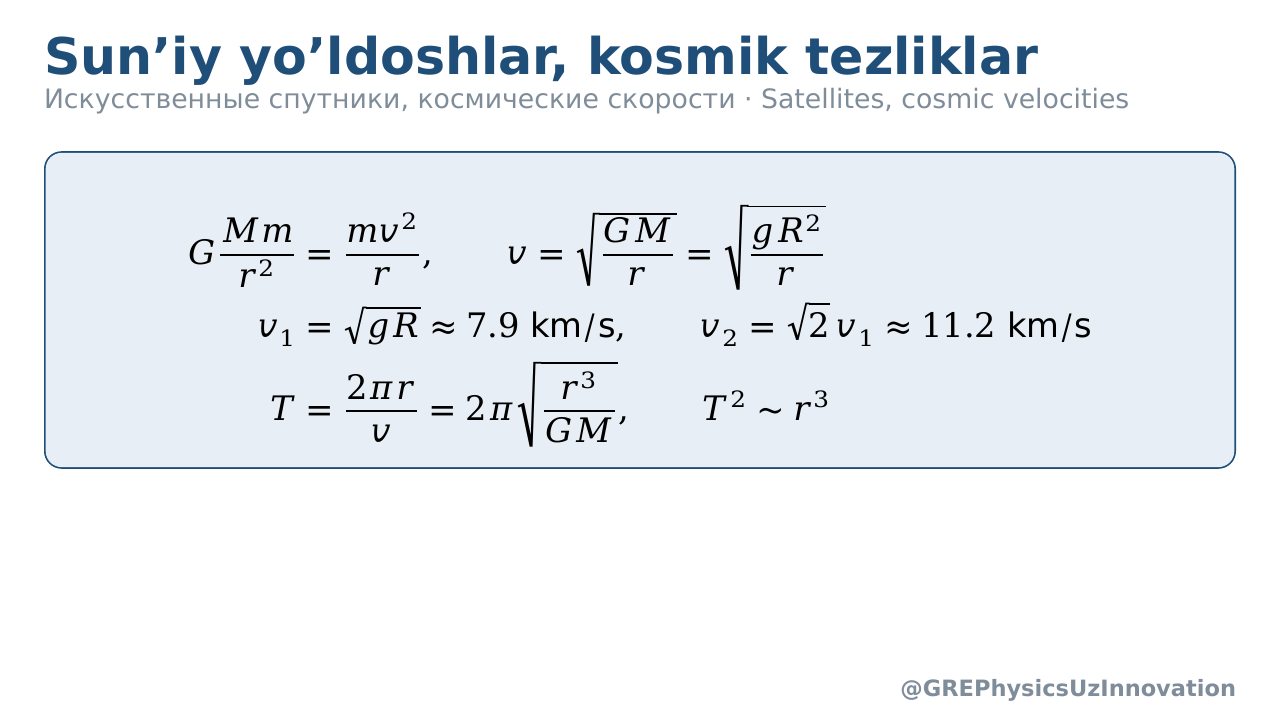 Sun’iy yo’ldoshlar, kosmik tezliklar
Искусственные спутники, космические скорости · Satellites, cosmic velocities
G Mm/r² = mv²/r, v = √(GM/r) = √(gR²/r)
v₁ = √(gR) ≈ 7.9 km/s, v₂ = √2 v₁ ≈ 11.2 km/s
T = 2πr/v = 2π√(r³/GM), T² ~ r³
@GREPhysicsUzInnovation